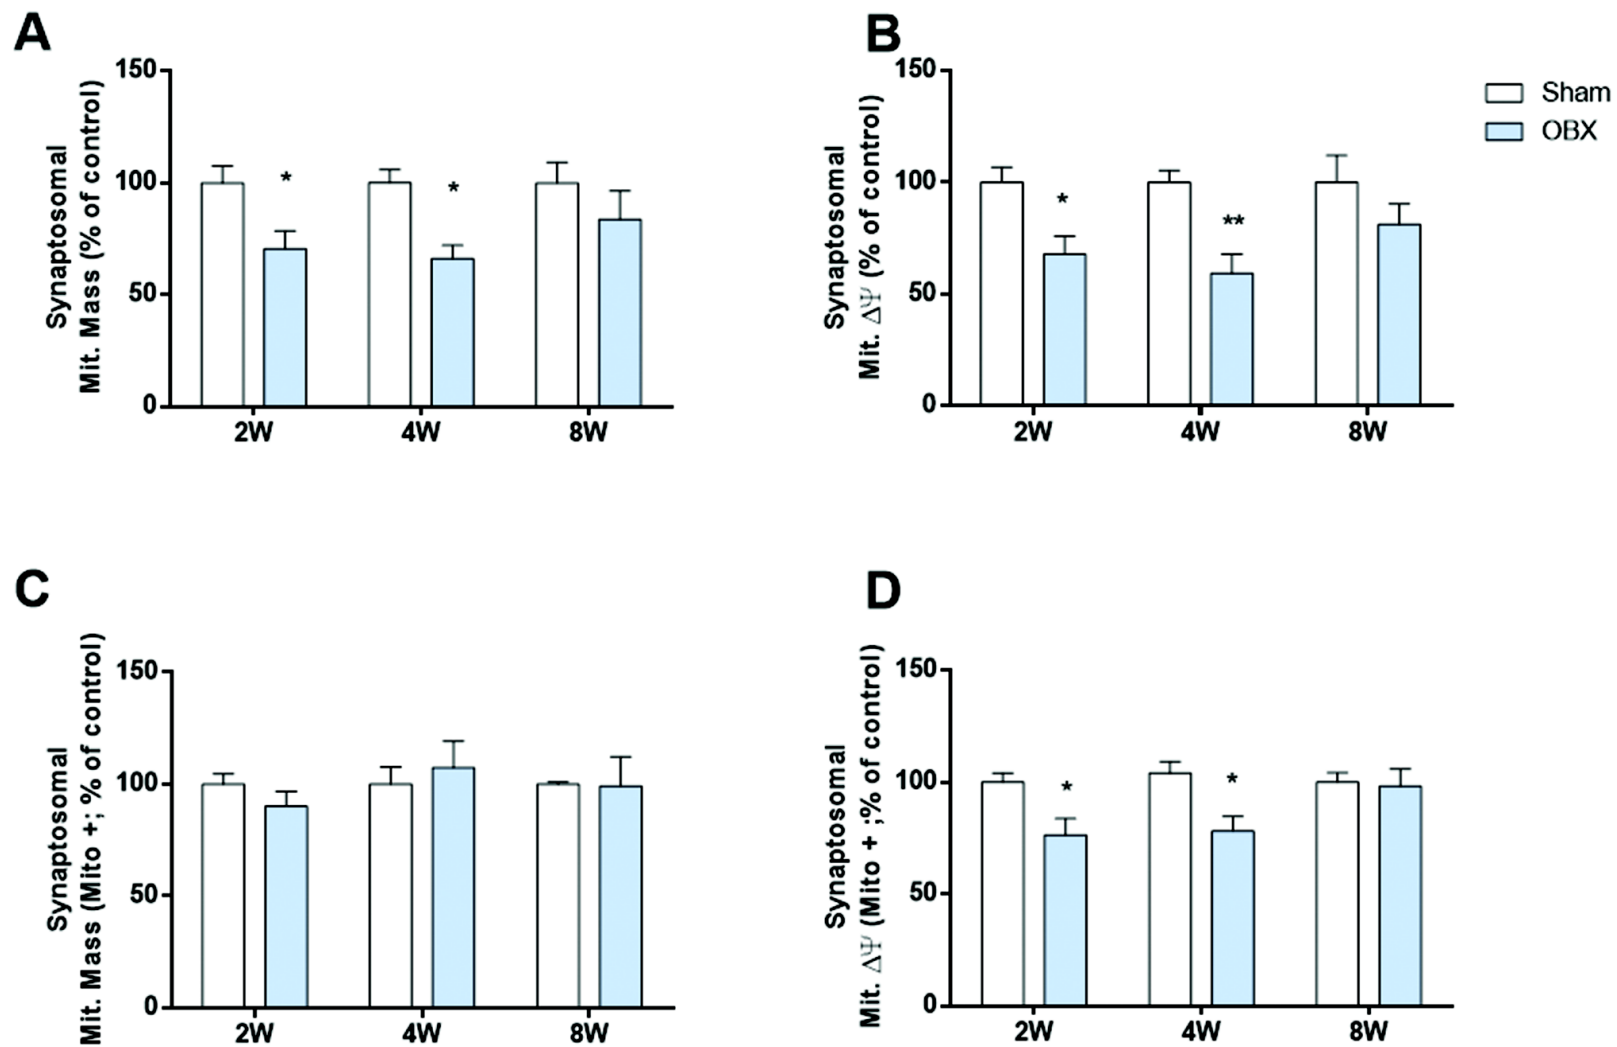 A
Synaptosomal
Mit. Mass (% of control)
150
100
50
0
*
*
2W
4W
8W
B
Synaptosomal
Mit. ΔΨ (% of control)
150
100
50
0
*
**
2W
4W
8W
Sham
OBX
C
Synaptosomal
Mit. Mass (Mito +; % of control)
150
100
50
0
2W
4W
8W
D
Synaptosomal
Mit. ΔΨ (Mito + ;% of control)
150
100
50
0
*
*
2W
4W
8W